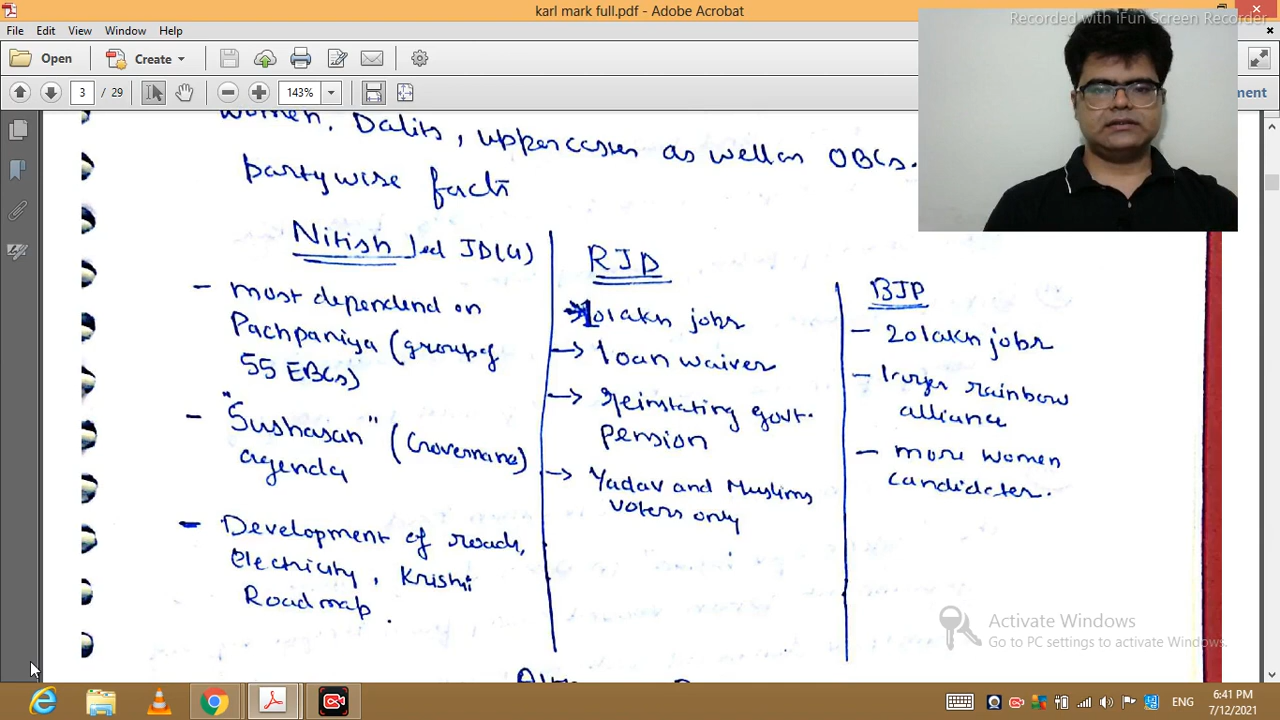 karl mark full.pdf - Adobe Acrobat
Recorded with iFun Screen Recorder
File Edit View Window Help
Open Create
3 / 29 143% ment
women, Dalits, uppercastes as well as OBCs.
partywise facts
Nitish led JD(U)
- most dependend on
Pachpaniya (group of
55 EBCs)
- "Sushasan" (Governance)
agenda
- Development of roads,
electricity, Krishi
Roadmap.
RJD
→ 10 lakh jobs
→ loan waiver
→ reinstating govt.
pension
→ Yadav and Muslims
voters only
BJP
- 20 lakh jobs
- larger rainbow
alliance
- more women
candidates.
Activate Windows
Go to PC settings to activate Windows.
ENG
6:41 PM
7/12/2021